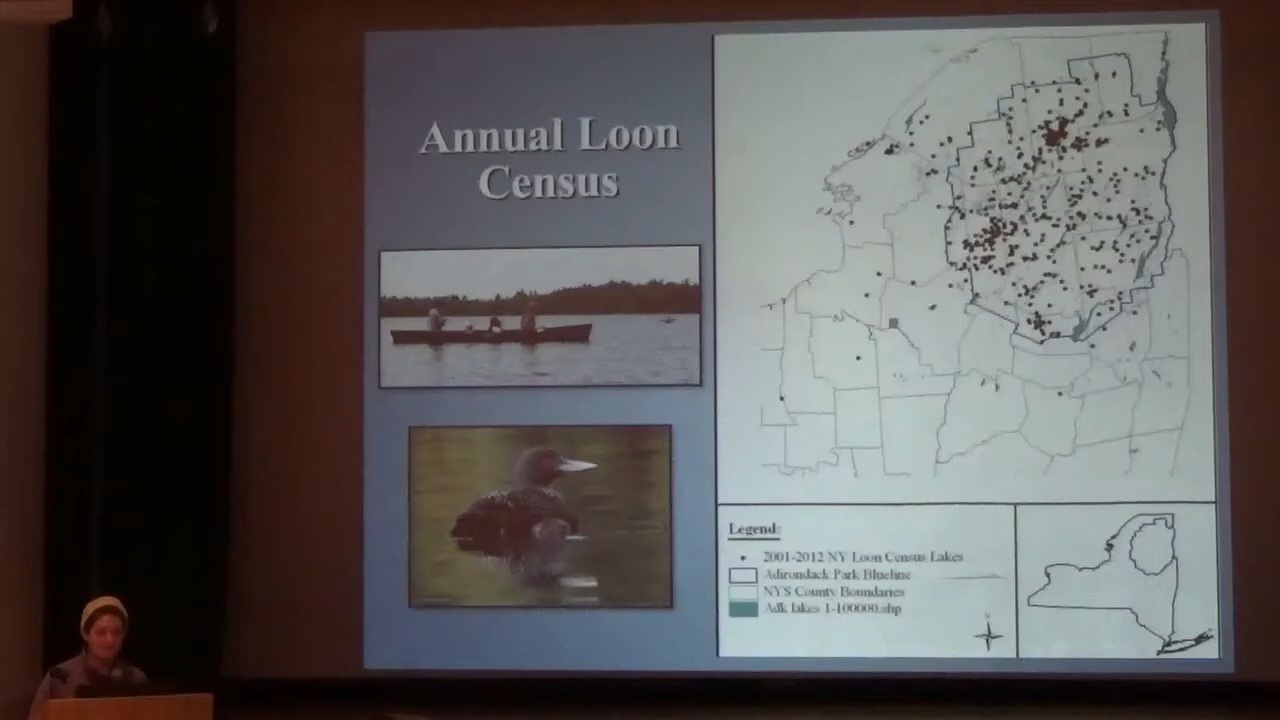 Annual Loon
Census
Legend:
2001-2012 NY Loon Census Lakes
Adirondack Park Blueline
NYS County Boundaries
Adk lakes 1-100000.shp